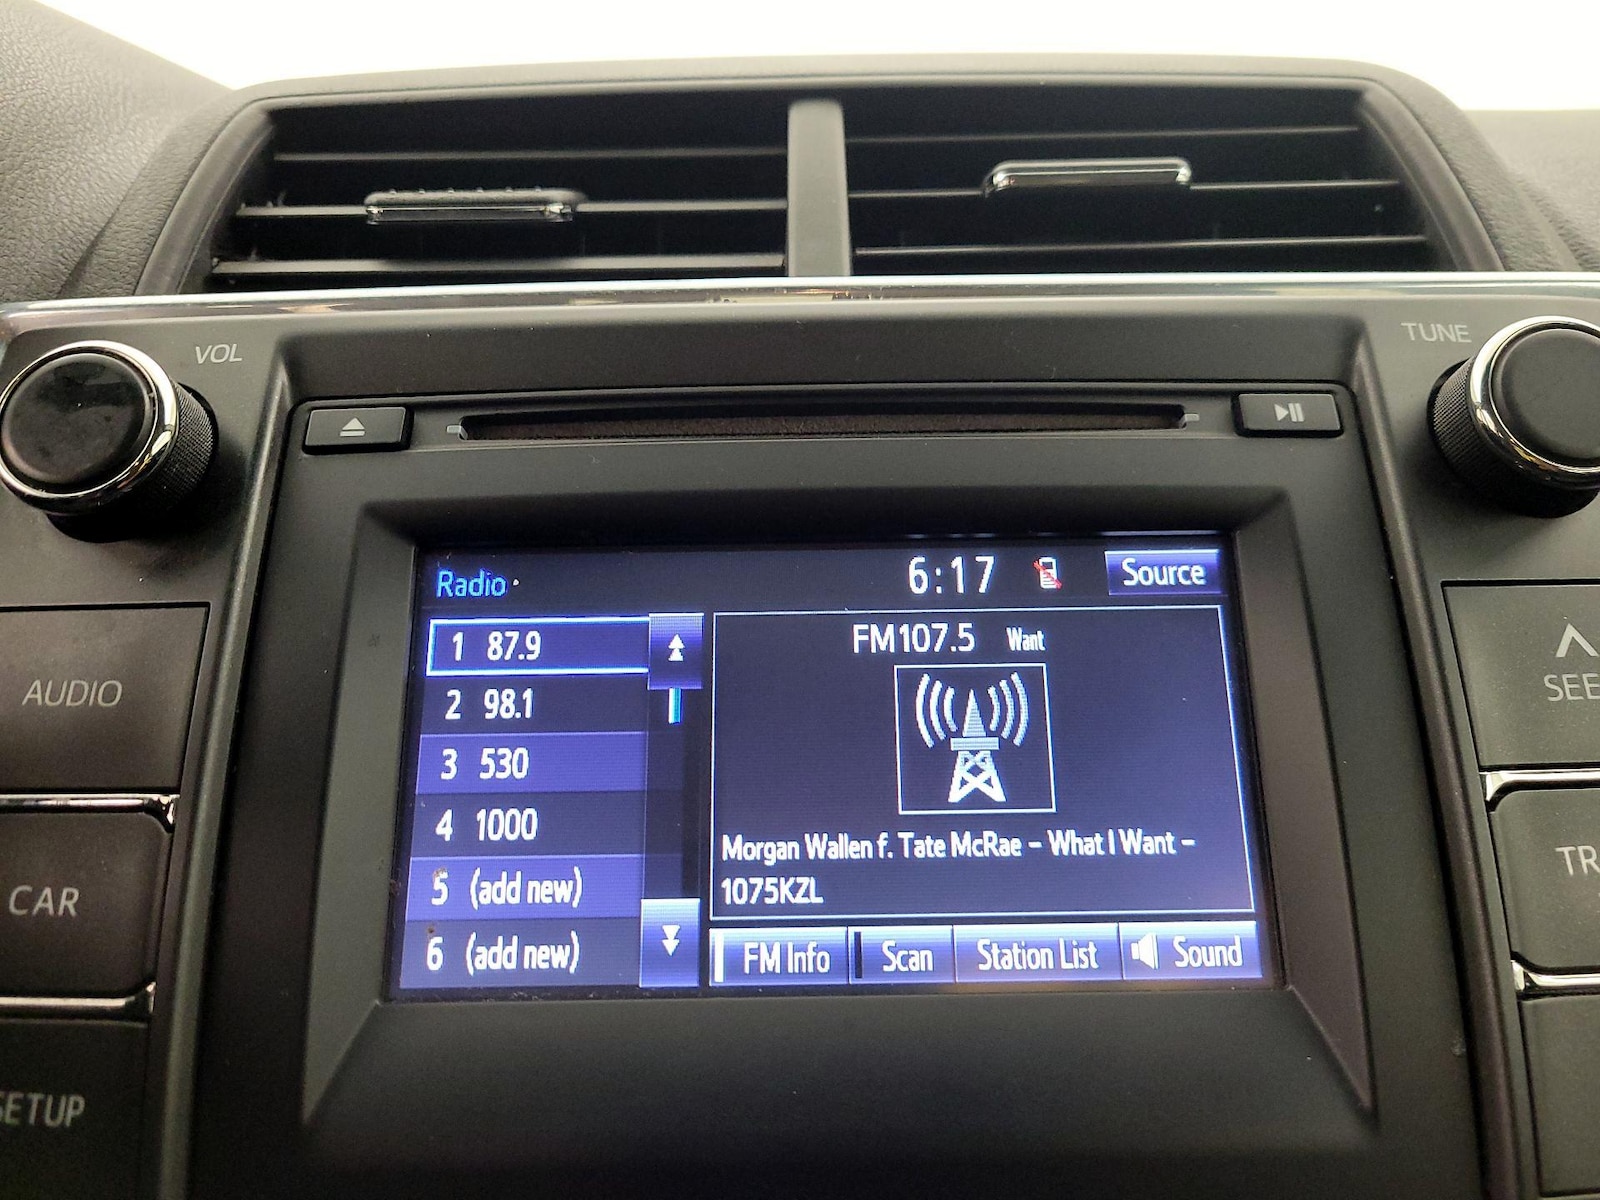 VOL
TUNE
Radio
6:17
Source
1 87.9
2 98.1
3 530
4 1000
5 (add new)
6 (add new)
FM107.5 Want
Morgan Wallen f. Tate McRae - What I Want -
1075KZL
FM Info
Scan
Station List
Sound
AUDIO
CAR
SETUP
SEE
TR